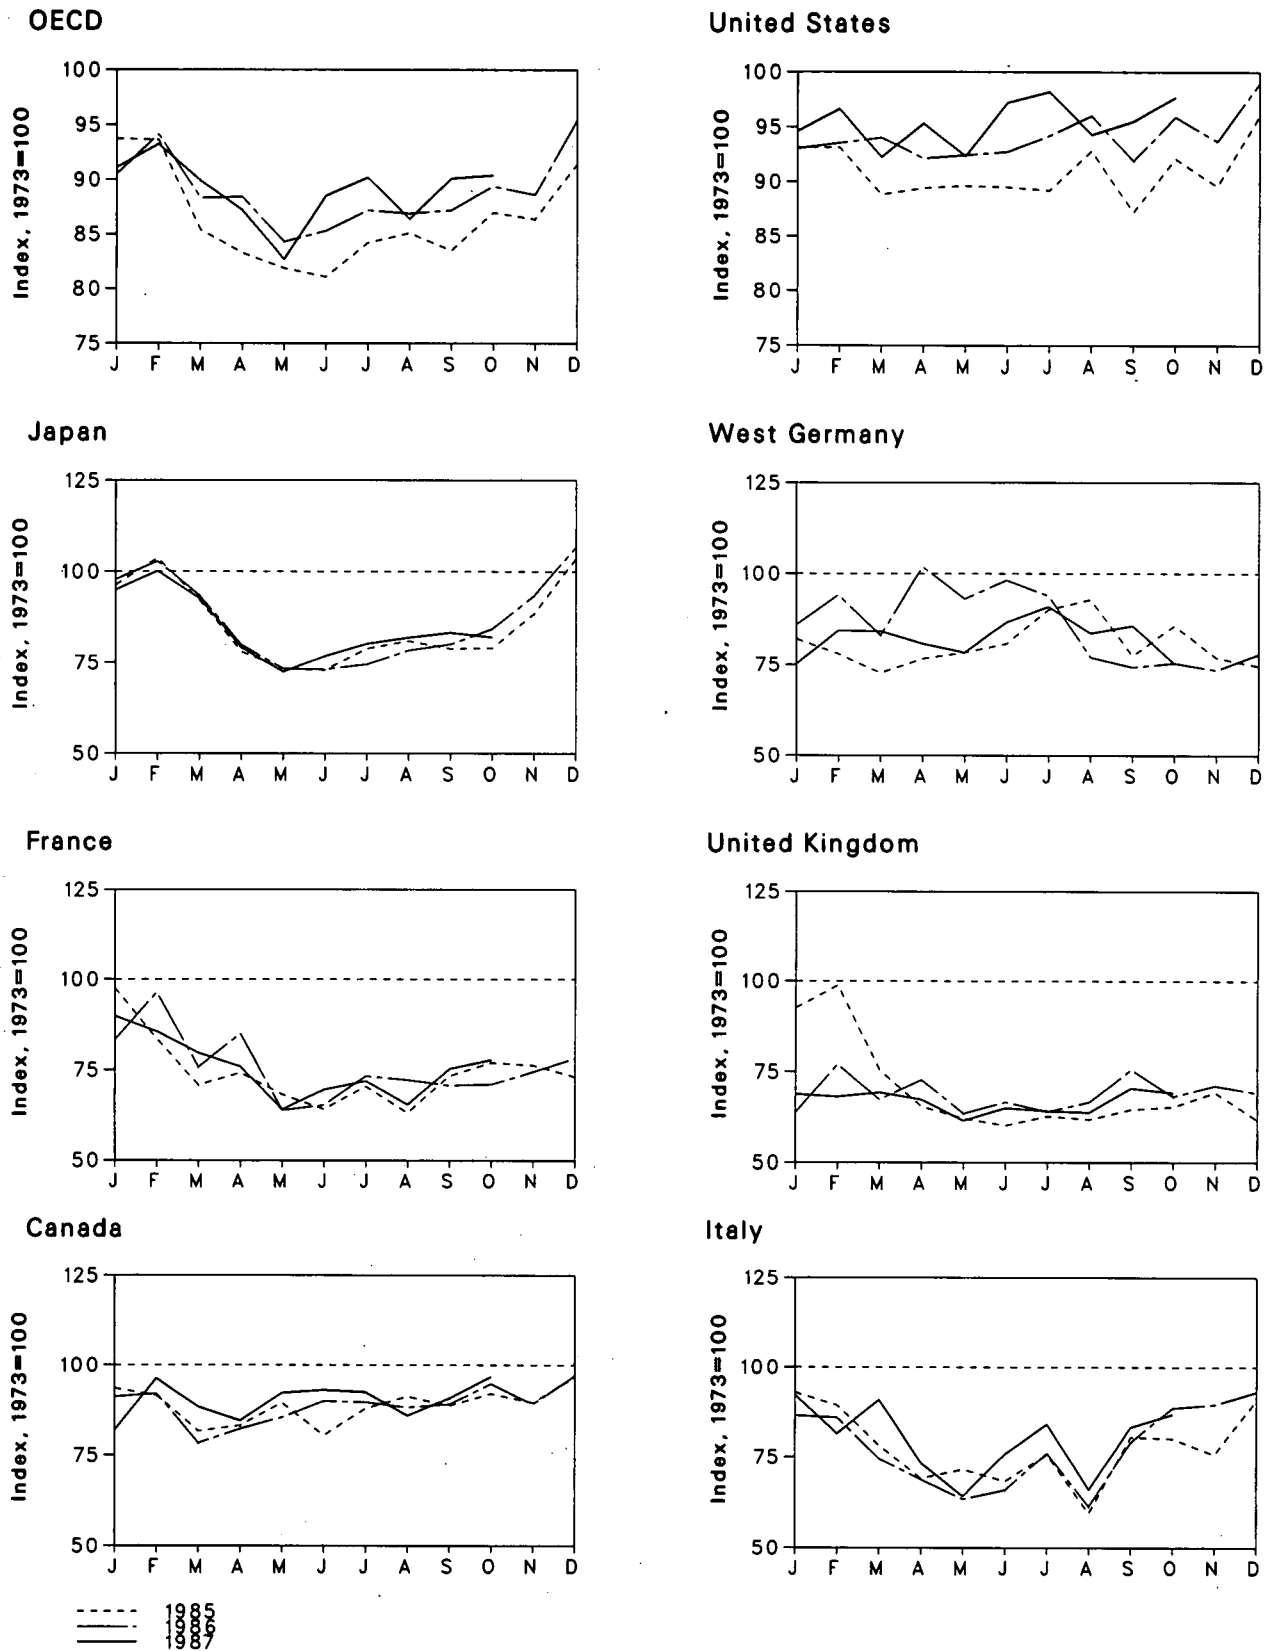 OECD
Index, 1973=100
100
95
90
85
80
75
J F M A M J J A S O N D
United States
Index, 1973=100
100
95
90
85
80
75
J F M A M J J A S O N D
Japan
Index, 1973=100
125
100
75
50
J F M A M J J A S O N D
West Germany
Index, 1973=100
125
100
75
50
J F M A M J J A S O N D
France
Index, 1973=100
125
100
75
50
J F M A M J J A S O N D
United Kingdom
Index, 1973=100
125
100
75
50
J F M A M J J A S O N D
Canada
Index, 1973=100
125
100
75
50
J F M A M J J A S O N D
Italy
Index, 1973=100
125
100
75
50
J F M A M J J A S O N D
1985
1986
1987